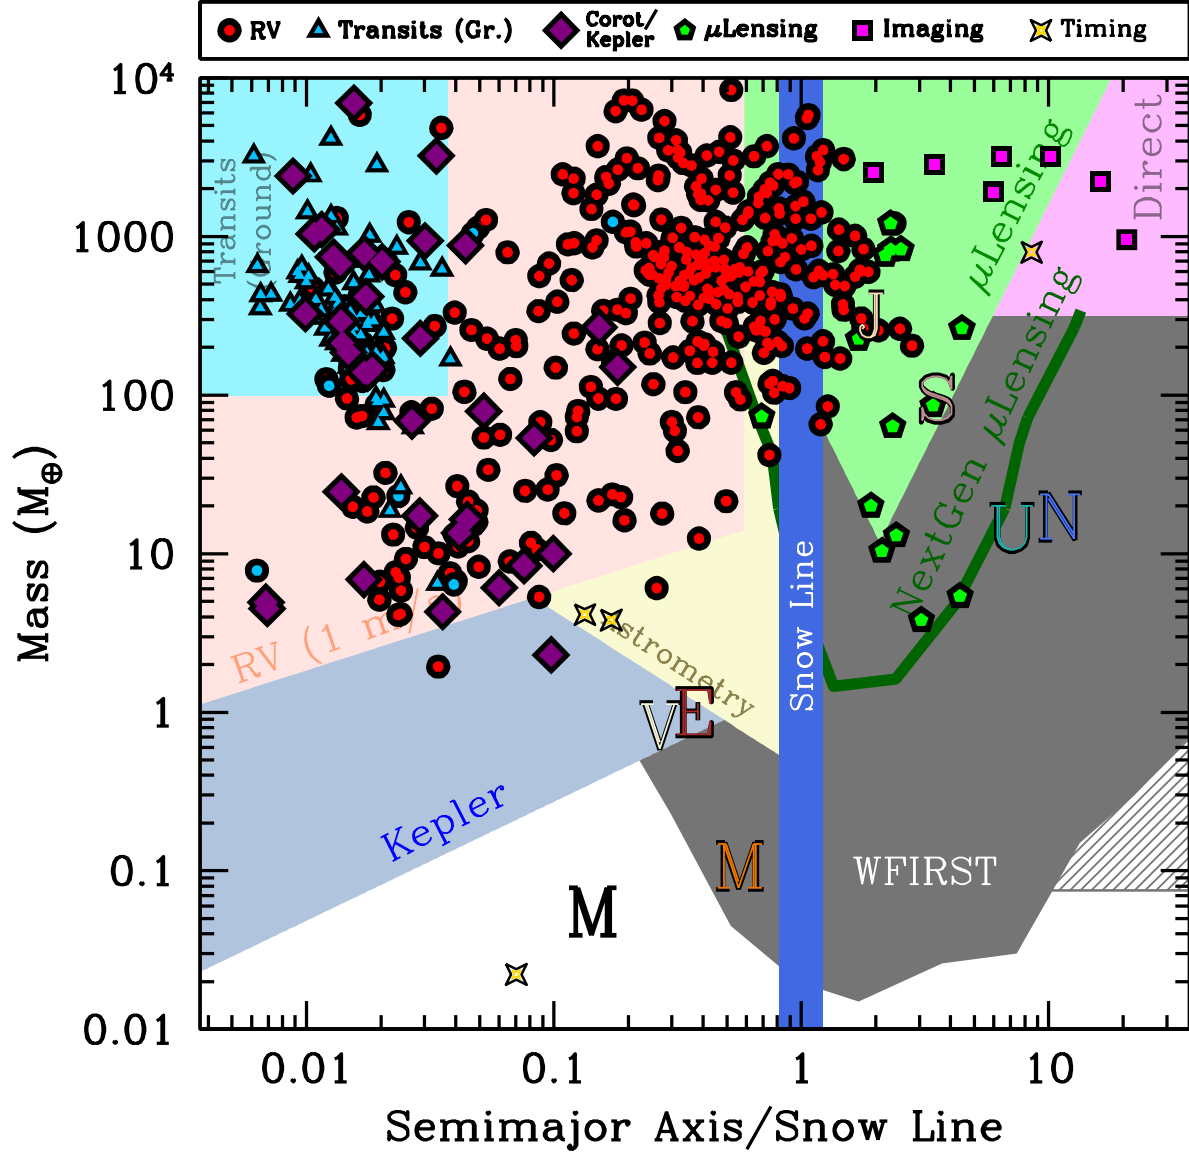 RV Transits (Gr.) Corot/ μLensing Imaging Timing
Kepler
10⁴
1000
100
10
1
0.1
0.01
Mass (M⊕)
Transits
(Ground)
μLensing
Direct
NextGen μLensing
RV (1 m/s)
Astrometry
Snow Line
Kepler
WFIRST
J
S
U
N
V
E
M
M
0.01 0.1 1 10
Semimajor Axis/Snow Line